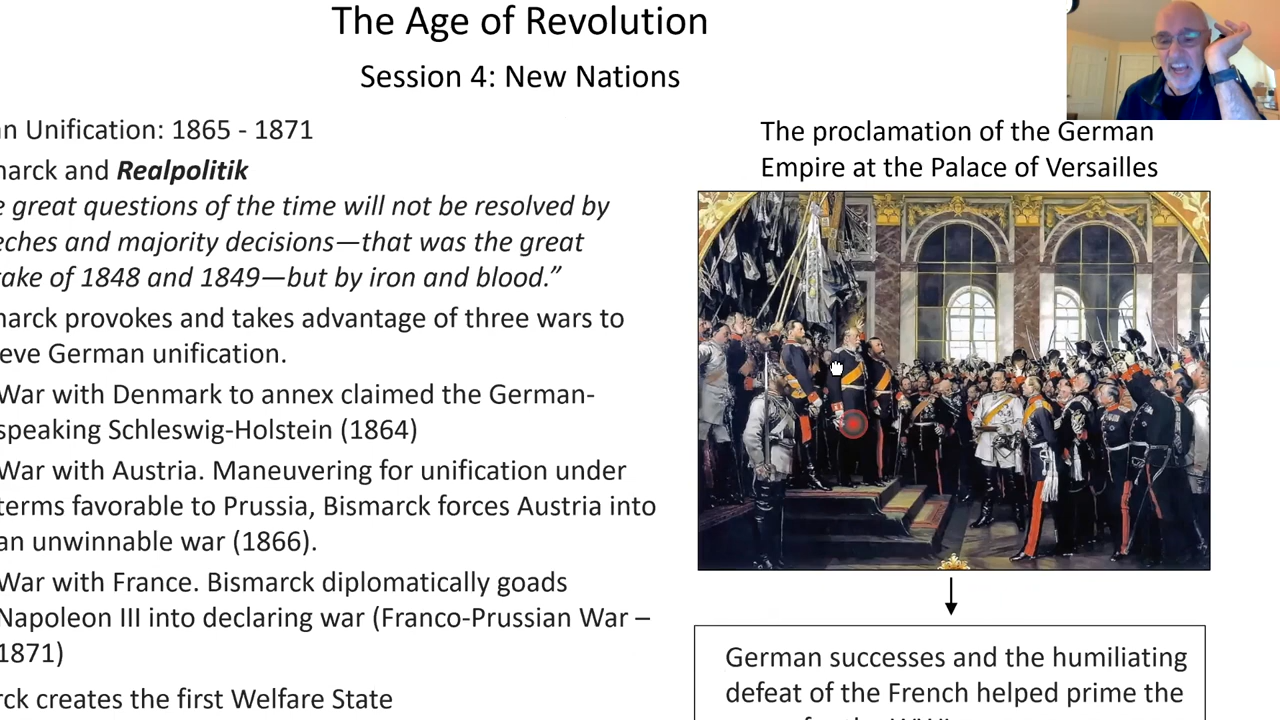 The Age of Revolution
Session 4: New Nations
n Unification: 1865 - 1871
narck and Realpolitik
e great questions of the time will not be resolved by
eches and majority decisions—that was the great
ake of 1848 and 1849—but by iron and blood.”
narck provokes and takes advantage of three wars to
ieve German unification.
War with Denmark to annex claimed the German-
speaking Schleswig-Holstein (1864)
War with Austria. Maneuvering for unification under
terms favorable to Prussia, Bismarck forces Austria into
an unwinnable war (1866).
War with France. Bismarck diplomatically goads
Napoleon III into declaring war (Franco-Prussian War –
1871)
rck creates the first Welfare State
The proclamation of the German
Empire at the Palace of Versailles
German successes and the humiliating
defeat of the French helped prime the